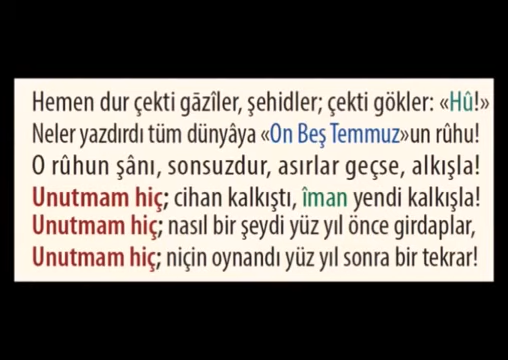 Hemen dur çekti gāzîler, şehidler; çekti gökler: «Hû!»
Neler yazdırdı tüm dünyâya «On Beş Temmuz»un rûhu!
O rûhun şânı, sonsuzdur, asırlar geçse, alkışla!
Unutmam hiç; cihan kalkıştı, îman yendi kalkışla!
Unutmam hiç; nasıl bir şeydi yüz yıl önce girdaplar,
Unutmam hiç; niçin oynandı yüz yıl sonra bir tekrar!